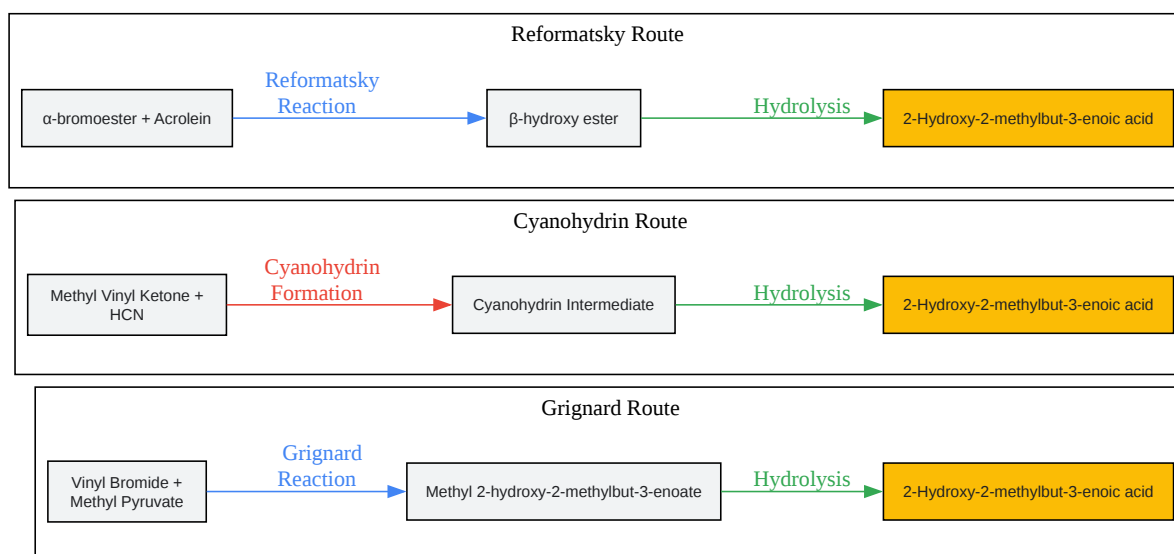 Reformatsky Route
Reformatsky
Reaction
Hydrolysis
α-bromoester + Acrolein
β-hydroxy ester
2-Hydroxy-2-methylbut-3-enoic acid
Cyanohydrin Route
Cyanohydrin
Formation
Hydrolysis
Methyl Vinyl Ketone +
HCN
Cyanohydrin Intermediate
2-Hydroxy-2-methylbut-3-enoic acid
Grignard Route
Grignard
Reaction
Hydrolysis
Vinyl Bromide +
Methyl Pyruvate
Methyl 2-hydroxy-2-methylbut-3-enoate
2-Hydroxy-2-methylbut-3-enoic acid